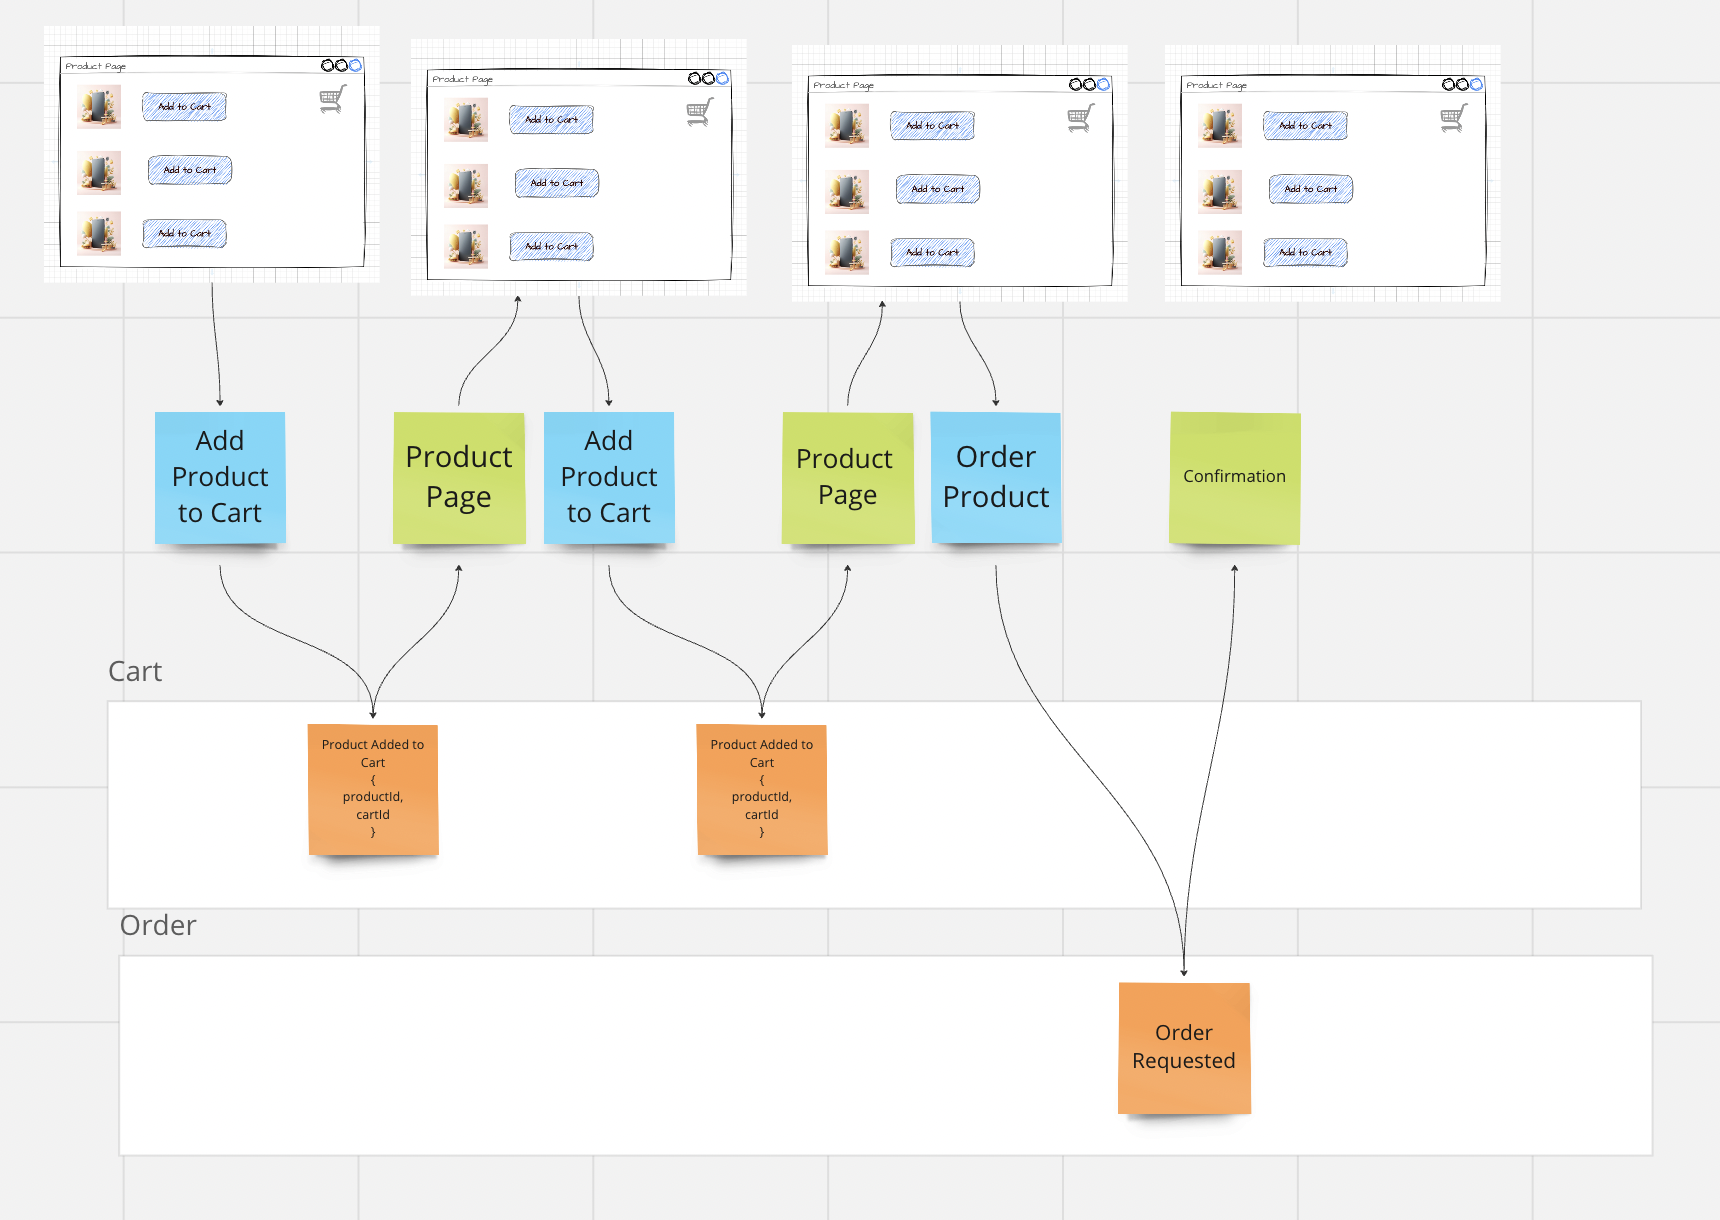 Product Page
Add to Cart
Add to Cart
Add to Cart
Product Page
Add to Cart
Add to Cart
Add to Cart
Product Page
Add to Cart
Add to Cart
Add to Cart
Product Page
Add to Cart
Add to Cart
Add to Cart
Add
Product
to Cart
Product
Page
Add
Product
to Cart
Product
Page
Order
Product
Confirmation
Cart
Product Added to
Cart
{
productId,
cartId
}
Product Added to
Cart
{
productId,
cartId
}
Order
Order
Requested